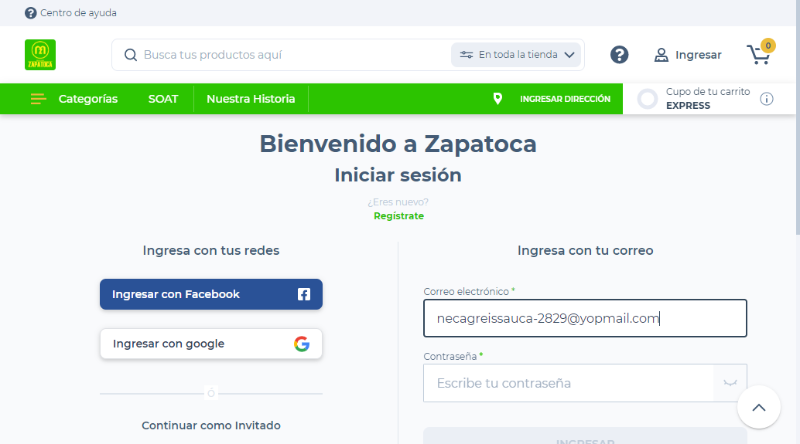 Centro de ayuda
m
ZAPATOCA
Busca tus productos aquí
En toda la tienda
?
Ingresar
0
Categorías
SOAT
Nuestra Historia
INGRESAR DIRECCIÓN
Cupo de tu carrito
EXPRESS
Bienvenido a Zapatoca
Iniciar sesión
¿Eres nuevo?
Regístrate
Ingresa con tus redes
Ingresar con Facebook
Ingresar con google
Ó
Continuar como Invitado
Ingresa con tu correo
Correo electrónico *
necagreissauca-2829@yopmail.com
Contraseña *
Escribe tu contraseña
INGRESAR